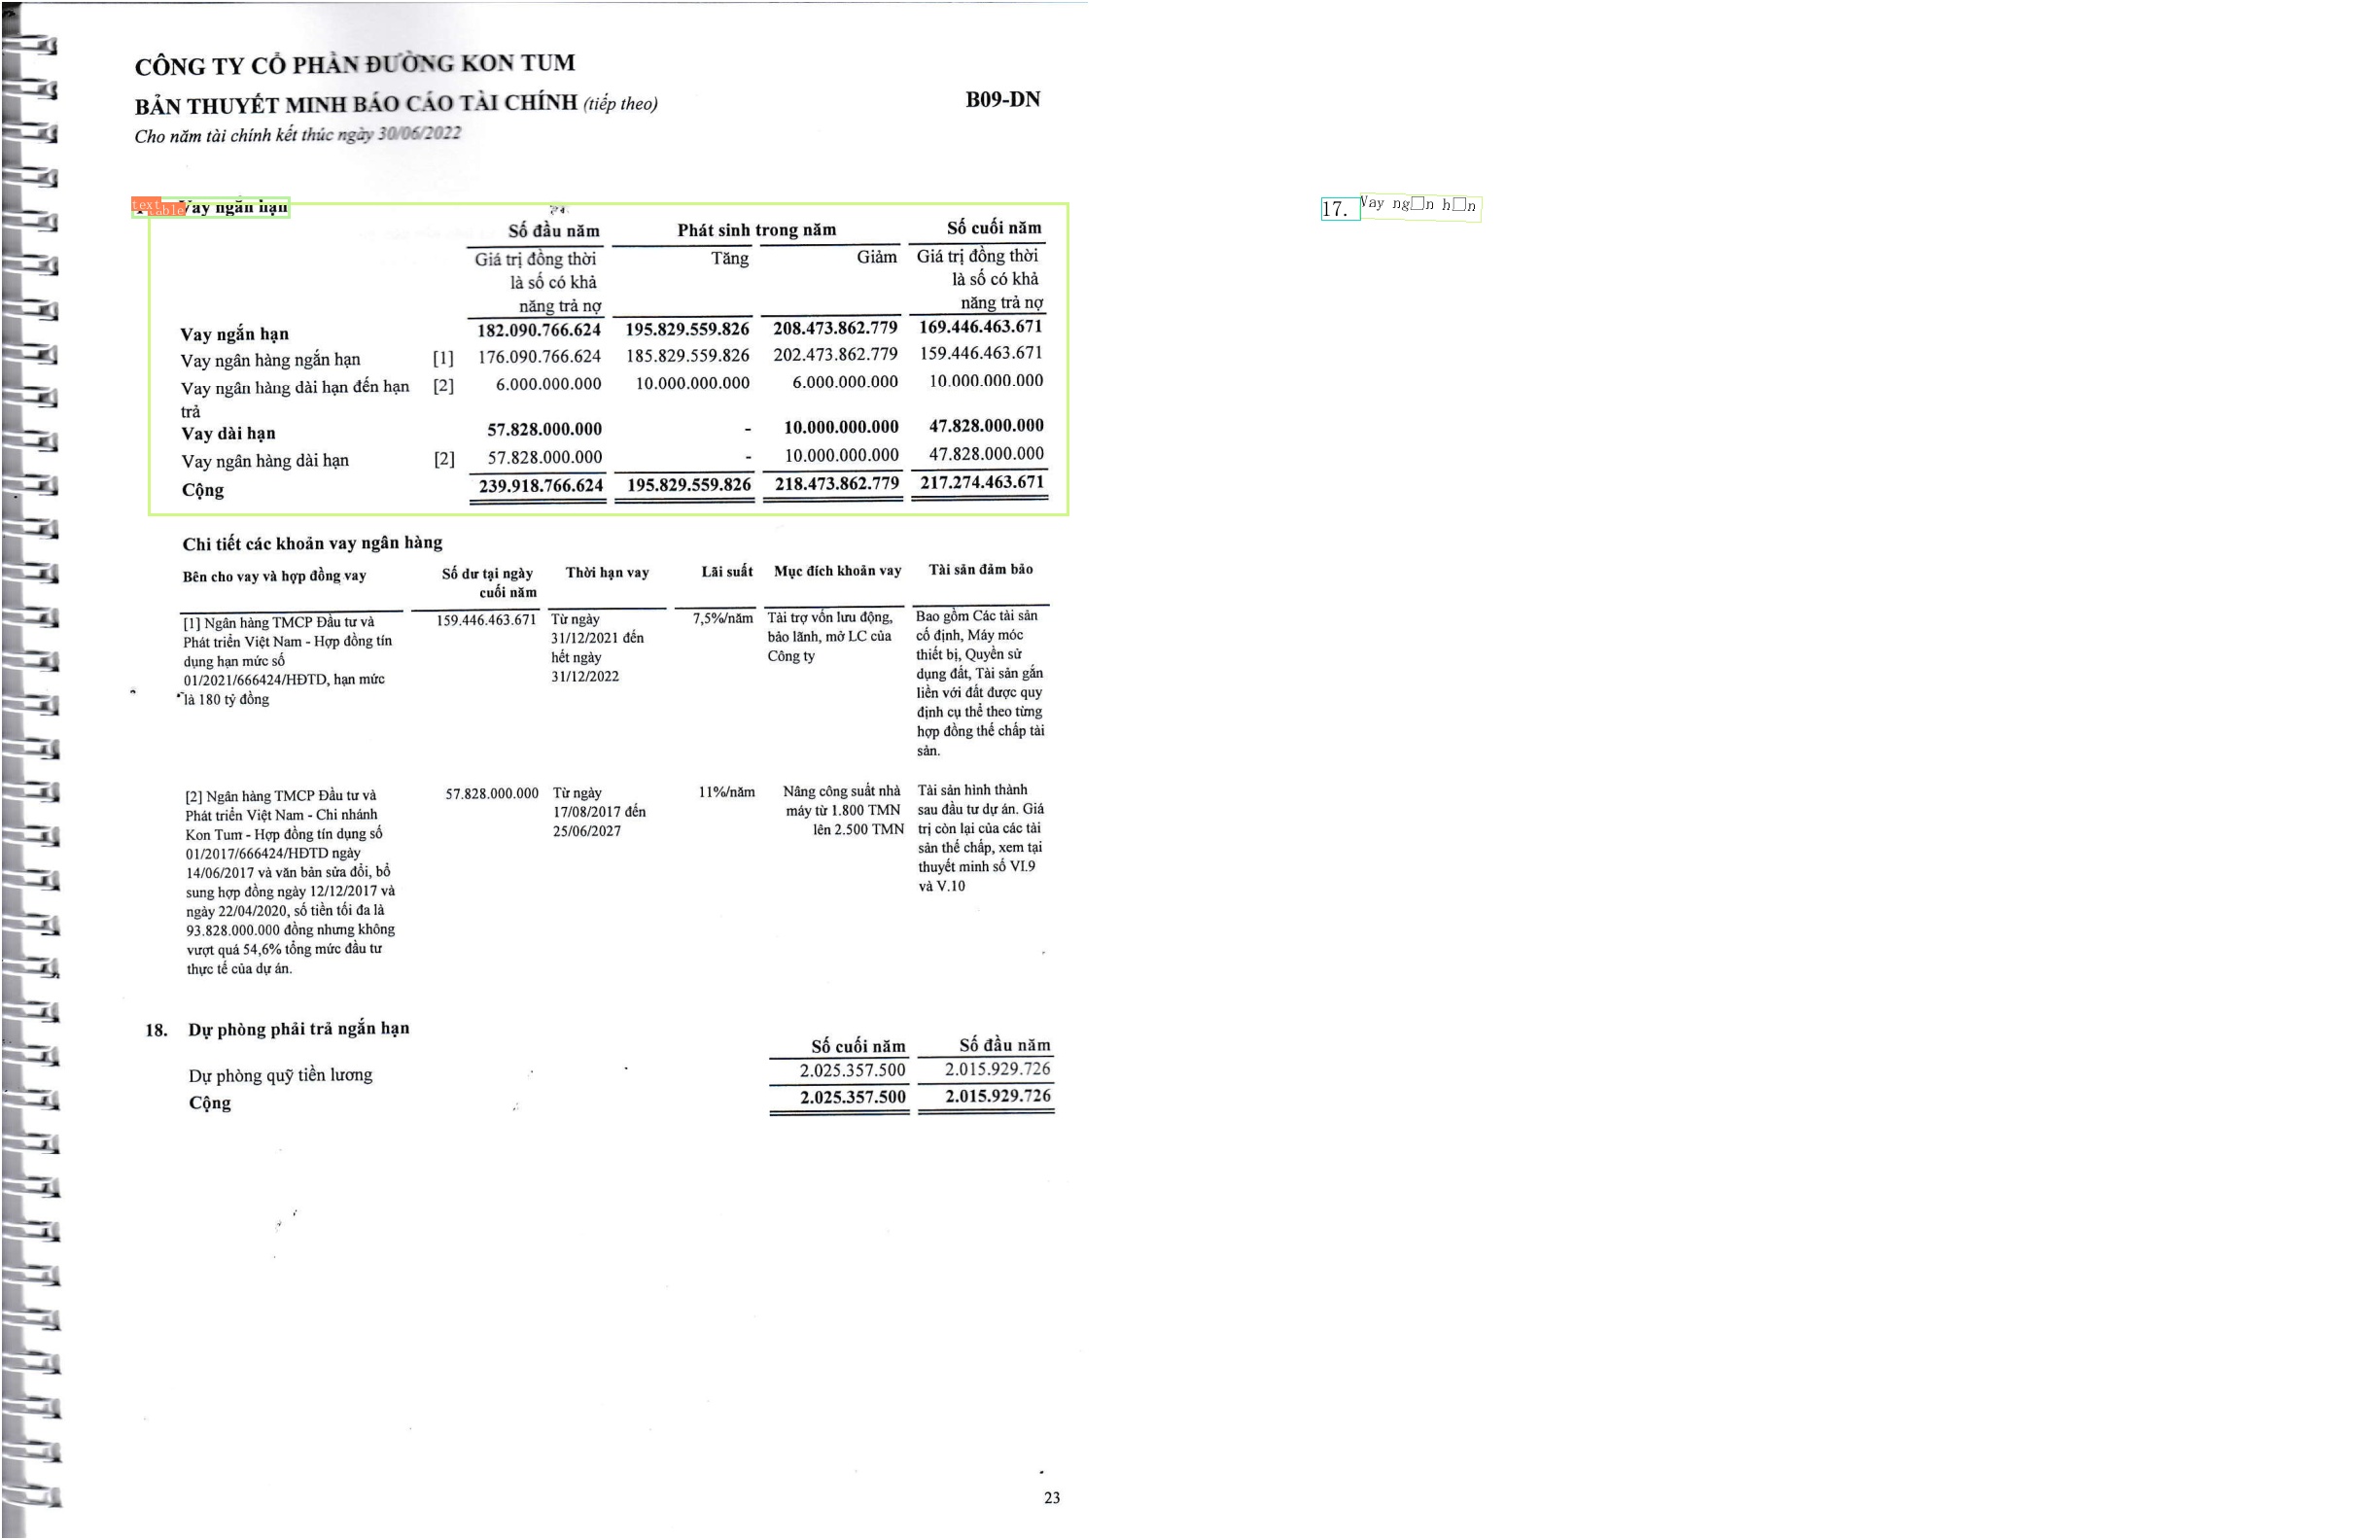 CÔNG TY CỔ PHẦN ĐƯỜNG KON TUM
BẢN THUYẾT MINH BÁO CÁO TÀI CHÍNH (tiếp theo) B09-DN
Cho năm tài chính kết thúc ngày 30/06/2022
text
table
Vay ngắn hạn
17. Vay ng□n h□n
Số đầu năm Phát sinh trong năm Số cuối năm
Giá trị đồng thời Tăng Giảm Giá trị đồng thời
là số có khả là số có khả
năng trả nợ năng trả nợ
Vay ngắn hạn 182.090.766.624 195.829.559.826 208.473.862.779 169.446.463.671
Vay ngân hàng ngắn hạn [1] 176.090.766.624 185.829.559.826 202.473.862.779 159.446.463.671
Vay ngân hàng dài hạn đến hạn [2] 6.000.000.000 10.000.000.000 6.000.000.000 10.000.000.000
trả
Vay dài hạn 57.828.000.000 - 10.000.000.000 47.828.000.000
Vay ngân hàng dài hạn [2] 57.828.000.000 - 10.000.000.000 47.828.000.000
Cộng 239.918.766.624 195.829.559.826 218.473.862.779 217.274.463.671
Chi tiết các khoản vay ngân hàng
Bên cho vay và hợp đồng vay Số dư tại ngày Thời hạn vay Lãi suất Mục đích khoản vay Tài sản đảm bảo
cuối năm
[1] Ngân hàng TMCP Đầu tư và 159.446.463.671 Từ ngày 7,5%/năm Tài trợ vốn lưu động, Bao gồm Các tài sản
Phát triển Việt Nam - Hợp đồng tín 31/12/2021 đến bảo lãnh, mở LC của cố định, Máy móc
dụng hạn mức số hết ngày Công ty thiết bị, Quyền sử
01/2021/666424/HĐTD, hạn mức 31/12/2022 dụng đất, Tài sản gắn
là 180 tỷ đồng liền với đất được quy
định cụ thể theo từng
hợp đồng thế chấp tài
sản.
[2] Ngân hàng TMCP Đầu tư và 57.828.000.000 Từ ngày 11%/năm Nâng công suất nhà Tài sản hình thành
Phát triển Việt Nam - Chi nhánh 17/08/2017 đến máy từ 1.800 TMN sau đầu tư dự án. Giá
Kon Tum - Hợp đồng tín dụng số 25/06/2027 lên 2.500 TMN trị còn lại của các tài
01/2017/666424/HĐTD ngày sản thế chấp, xem tại
14/06/2017 và văn bản sửa đổi, bổ thuyết minh số VI.9
sung hợp đồng ngày 12/12/2017 và và V.10
ngày 22/04/2020, số tiền tối đa là
93.828.000.000 đồng nhưng không
vượt quá 54,6% tổng mức đầu tư
thực tế của dự án.
18. Dự phòng phải trả ngắn hạn
Số cuối năm Số đầu năm
Dự phòng quỹ tiền lương 2.025.357.500 2.015.929.726
Cộng 2.025.357.500 2.015.929.726
23